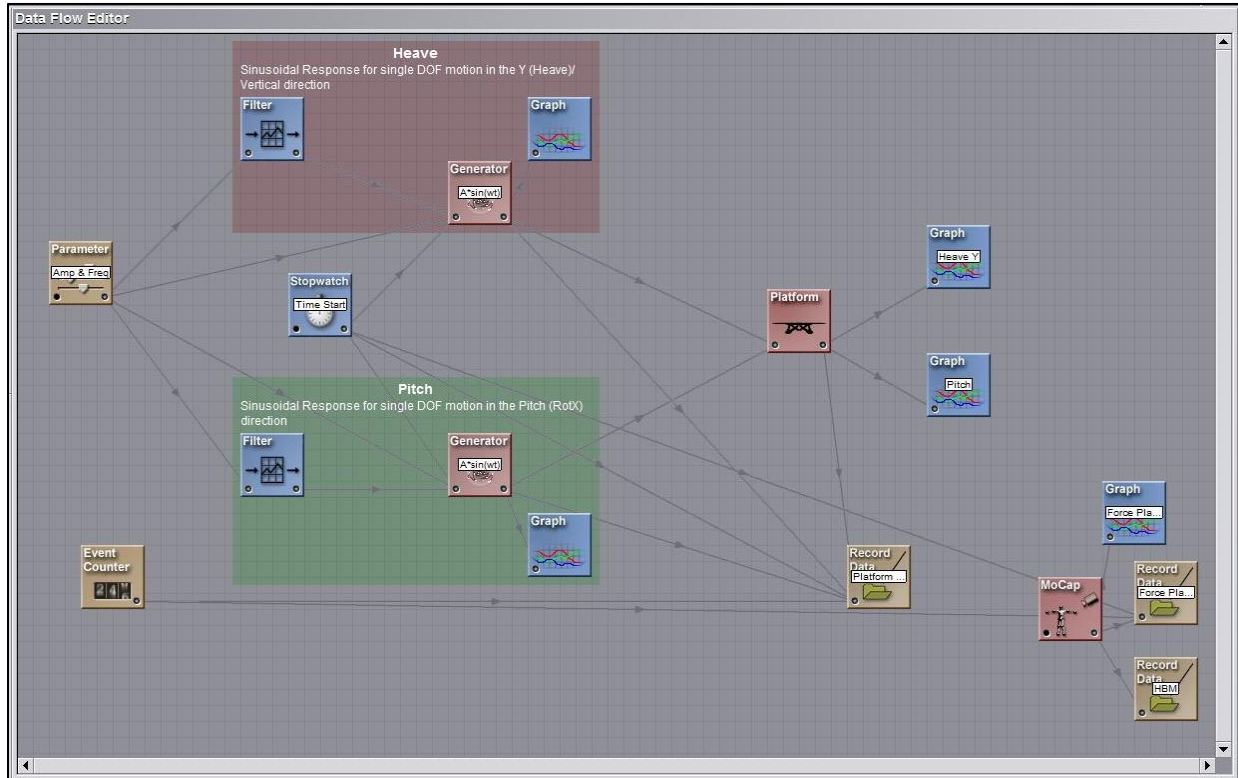 Data Flow Editor
Heave
Sinusoidal Response for single DOF motion in the Y (Heave)/
Vertical direction
Filter
Graph
Generator
A*sin(wt)
Parameter
Amp & Freq
Stopwatch
Time Start
Graph
Heave Y
Platform
Graph
Pitch
Pitch
Sinusoidal Response for single DOF motion in the Pitch (RotX)
direction
Filter
Generator
A*sin(wt)
Graph
Event
Counter
Record
Data
Platform ...
Graph
Force Pla...
MoCap
Record
Data
Force Pla...
Record
Data
HBM